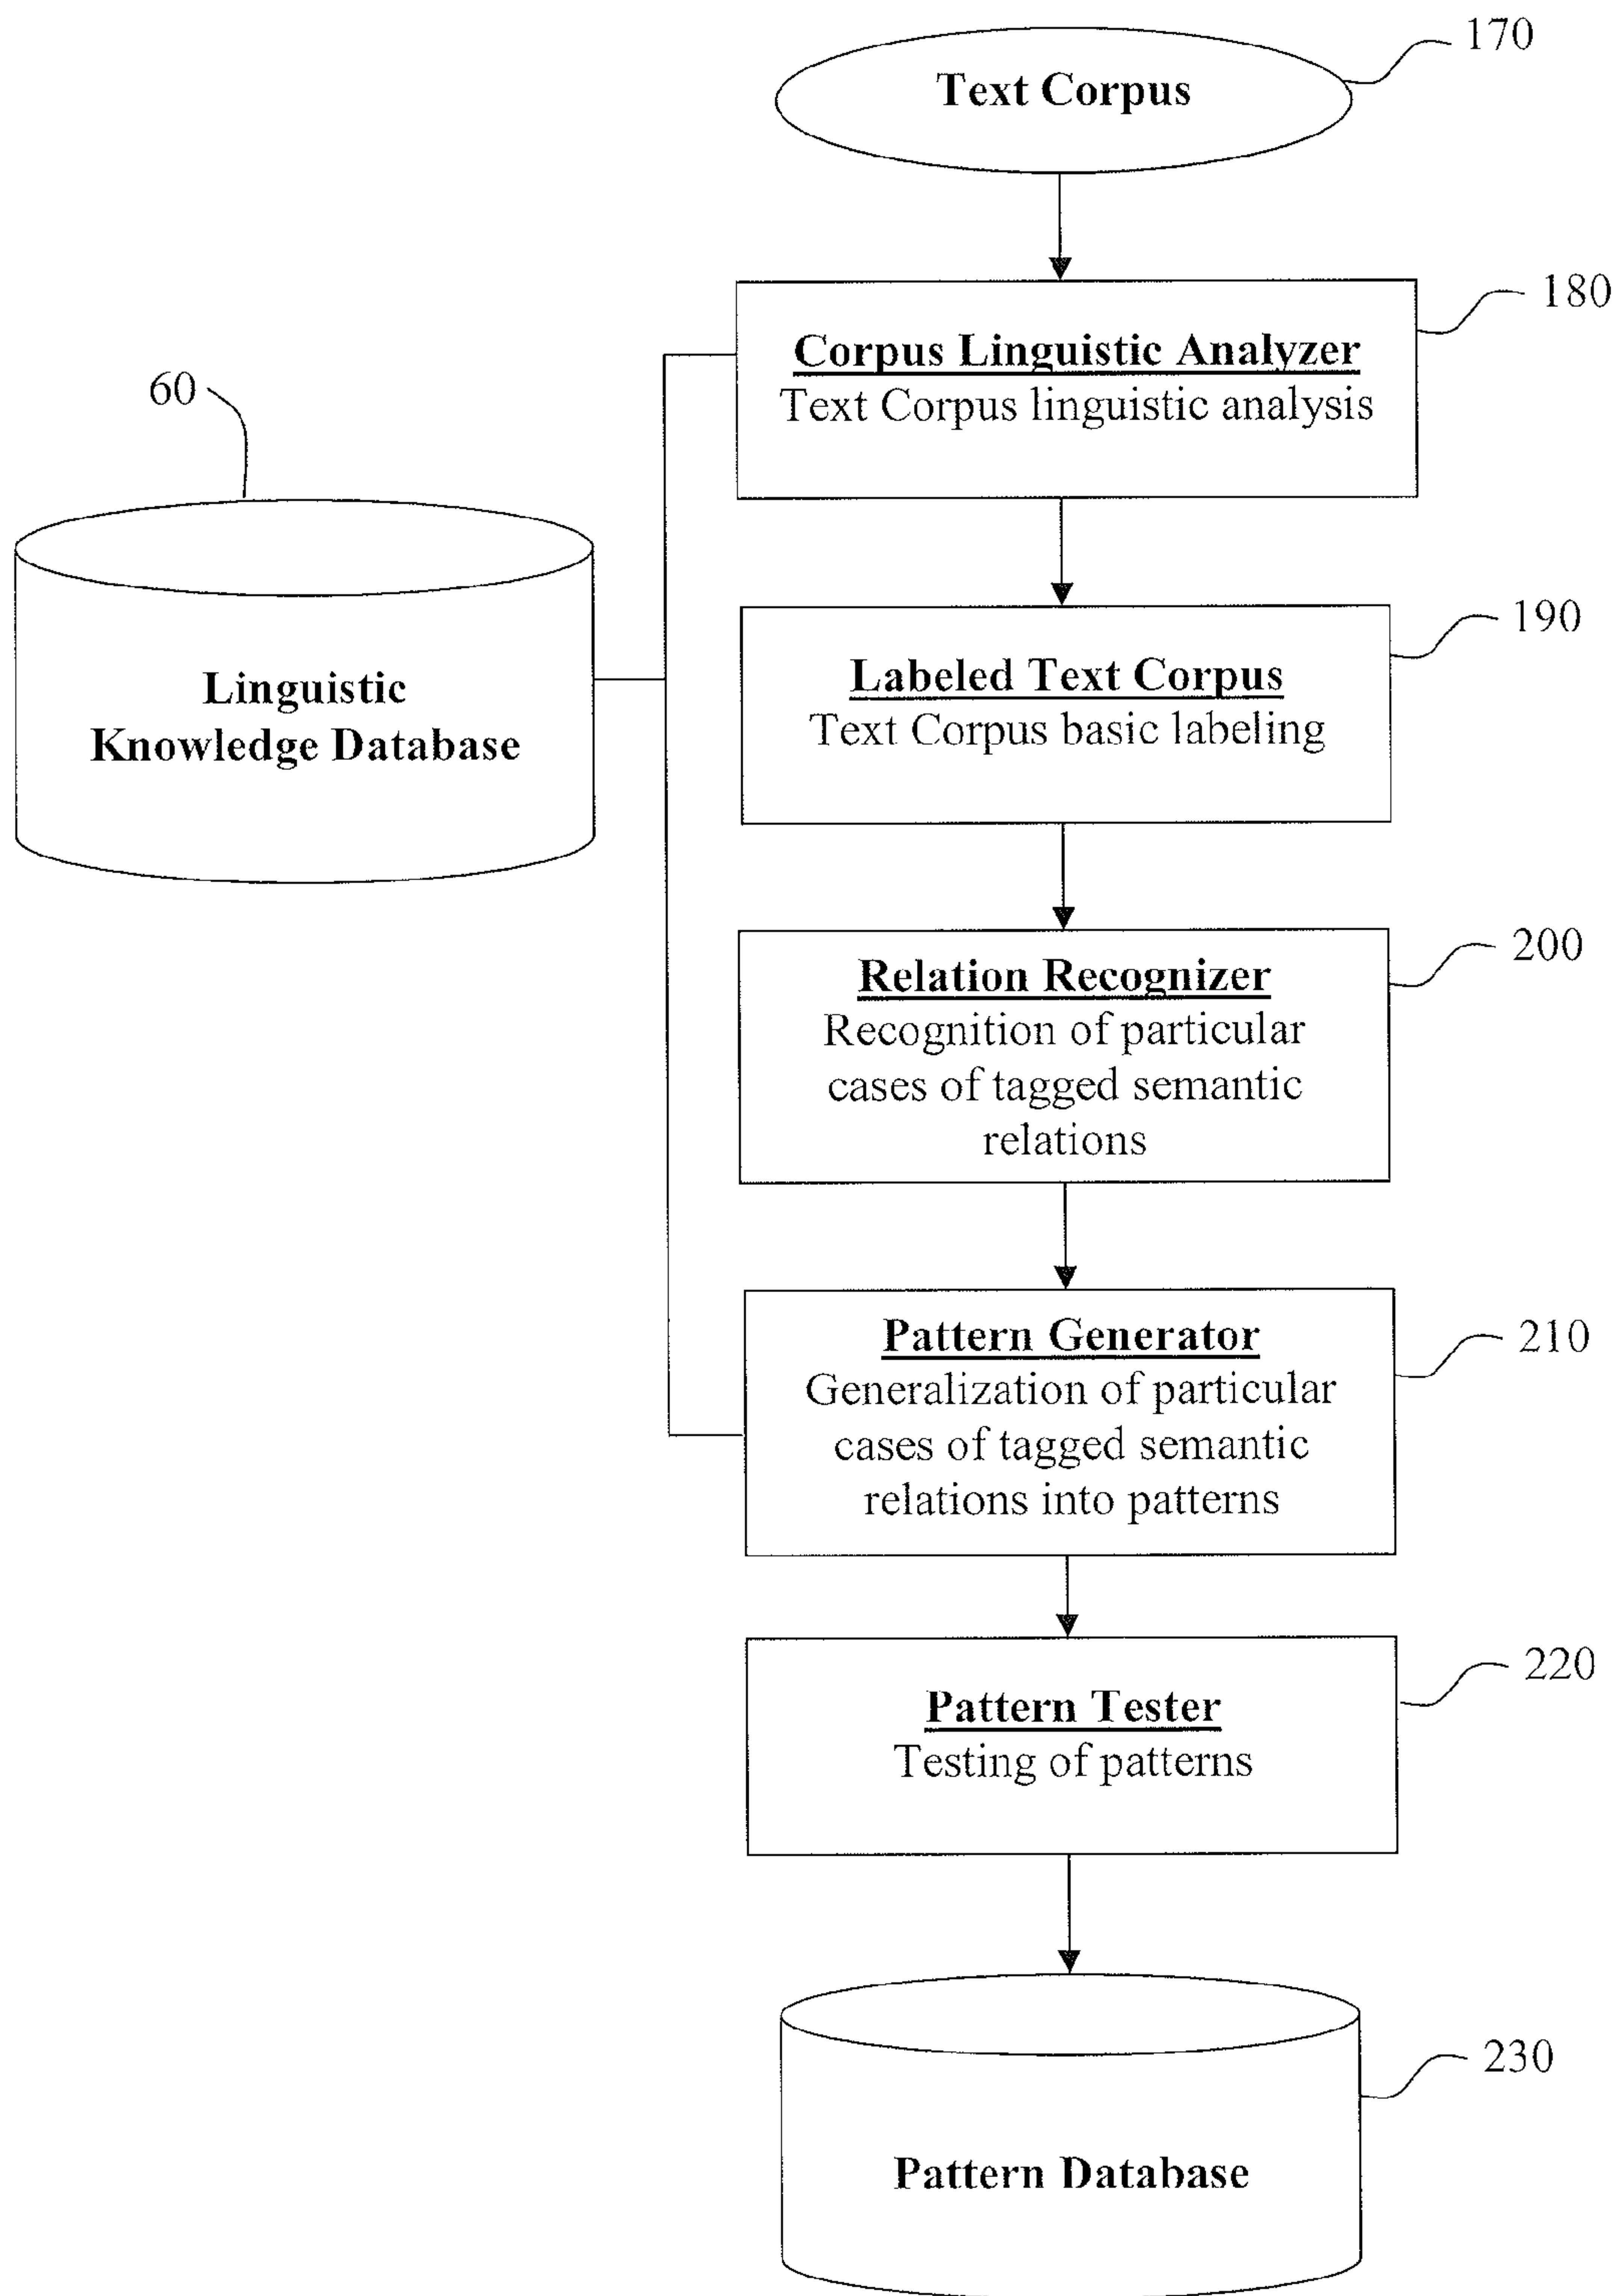 170
Text Corpus
180
Corpus Linguistic Analyzer
Text Corpus linguistic analysis
60
Linguistic
Knowledge Database
190
Labeled Text Corpus
Text Corpus basic labeling
200
Relation Recognizer
Recognition of particular
cases of tagged semantic
relations
210
Pattern Generator
Generalization of particular
cases of tagged semantic
relations into patterns
220
Pattern Tester
Testing of patterns
230
Pattern Database